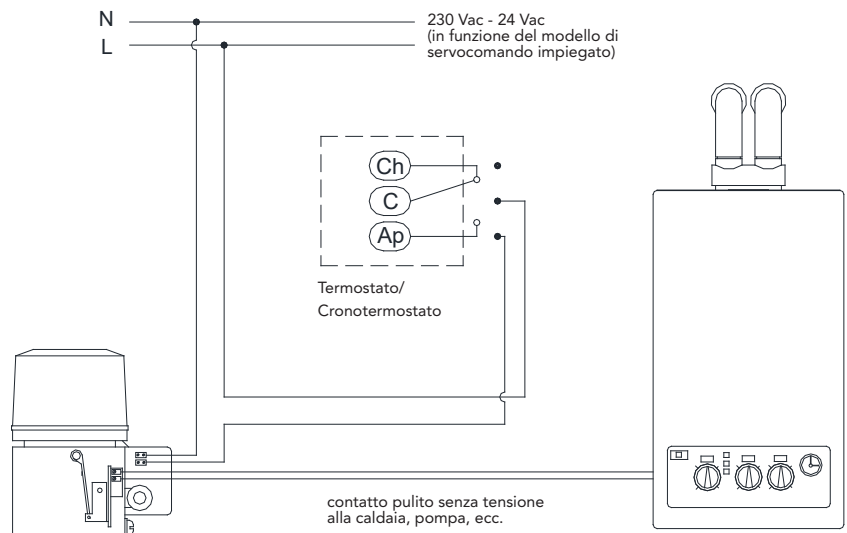 N
L
230 Vac - 24 Vac
(in funzione del modello di
servocomando impiegato)
Ch
C
Ap
Termostato/
Cronotermostato
contatto pulito senza tensione
alla caldaia, pompa, ecc.